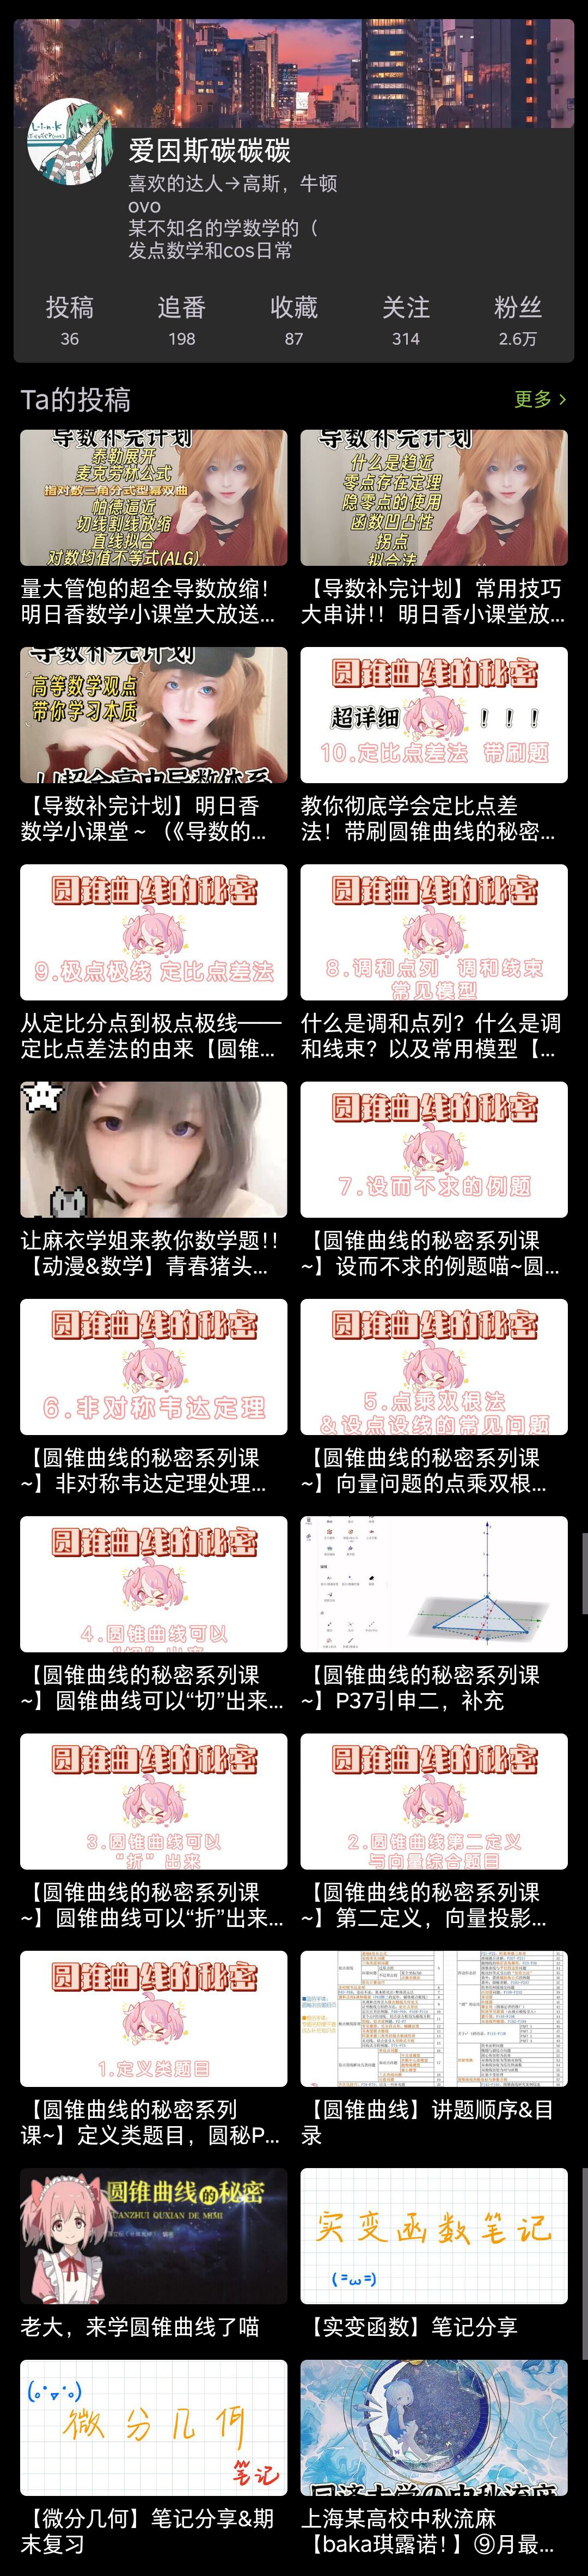 爱因斯碳碳碳
喜欢的达人→高斯，牛顿
ovo
某不知名的学数学的（
发点数学和cos日常
投稿 追番 收藏 关注 粉丝
36 198 87 314 2.6万
Ta的投稿 更多
导数补完计划
泰勒展开
麦克劳林公式
指对数三角分式型幂双曲
帕德逼近
切线割线放缩
直线拟合
对数均值不等式(ALG)
量大管饱的超全导数放缩！
明日香数学小课堂大放送...
导数补完计划
什么是趋近
零点存在定理
隐零点的使用
函数凹凸性
拐点
拟合法
【导数补完计划】常用技巧
大串讲!！明日香小课堂放...
导数补完计划
高等数学观点
带你学习本质
!!超全高中导数体系
【导数补完计划】明日香
数学小课堂～（《导数的...
圆锥曲线的秘密
超详细 ！！！
10.定比点差法 带刷题
教你彻底学会定比点差
法！带刷圆锥曲线的秘密...
圆锥曲线的秘密
9.极点极线 定比点差法
从定比分点到极点极线——
定比点差法的由来【圆锥...
圆锥曲线的秘密
8.调和点列 调和线束
常见模型
什么是调和点列？什么是调
和线束？以及常用模型【...
让麻衣学姐来教你数学题!！
【动漫&数学】青春猪头...
圆锥曲线的秘密
7.设而不求的例题
【圆锥曲线的秘密系列课
~】设而不求的例题喵~圆...
圆锥曲线的秘密
6.非对称韦达定理
【圆锥曲线的秘密系列课
~】非对称韦达定理处理...
圆锥曲线的秘密
5.点乘双根法
&设点设线的常见问题
【圆锥曲线的秘密系列课
~】向量问题的点乘双根...
圆锥曲线的秘密
4.圆锥曲线可以
“切”出来
【圆锥曲线的秘密系列课
~】圆锥曲线可以“切”出来...
【圆锥曲线的秘密系列课
~】P37引申二，补充
圆锥曲线的秘密
3.圆锥曲线可以
“折”出来
【圆锥曲线的秘密系列课
~】圆锥曲线可以“折”出来...
圆锥曲线的秘密
2.圆锥曲线第二定义
与向量综合题目
【圆锥曲线的秘密系列课
~】第二定义，向量投影...
圆锥曲线的秘密
1.定义类题目
【圆锥曲线的秘密系列
课~】定义类题目，圆秘P...
【圆锥曲线】讲题顺序&目
录
圆锥曲线的秘密
YUANZHUI QUXIAN DE MIMI
老大，来学圆锥曲线了喵
实变函数笔记
(=ω=)
【实变函数】笔记分享
微分几何
笔记
【微分几何】笔记分享&期
末复习
同济大学的中秋流麻
上海某高校中秋流麻
【baka琪露诺！】⑨月最...